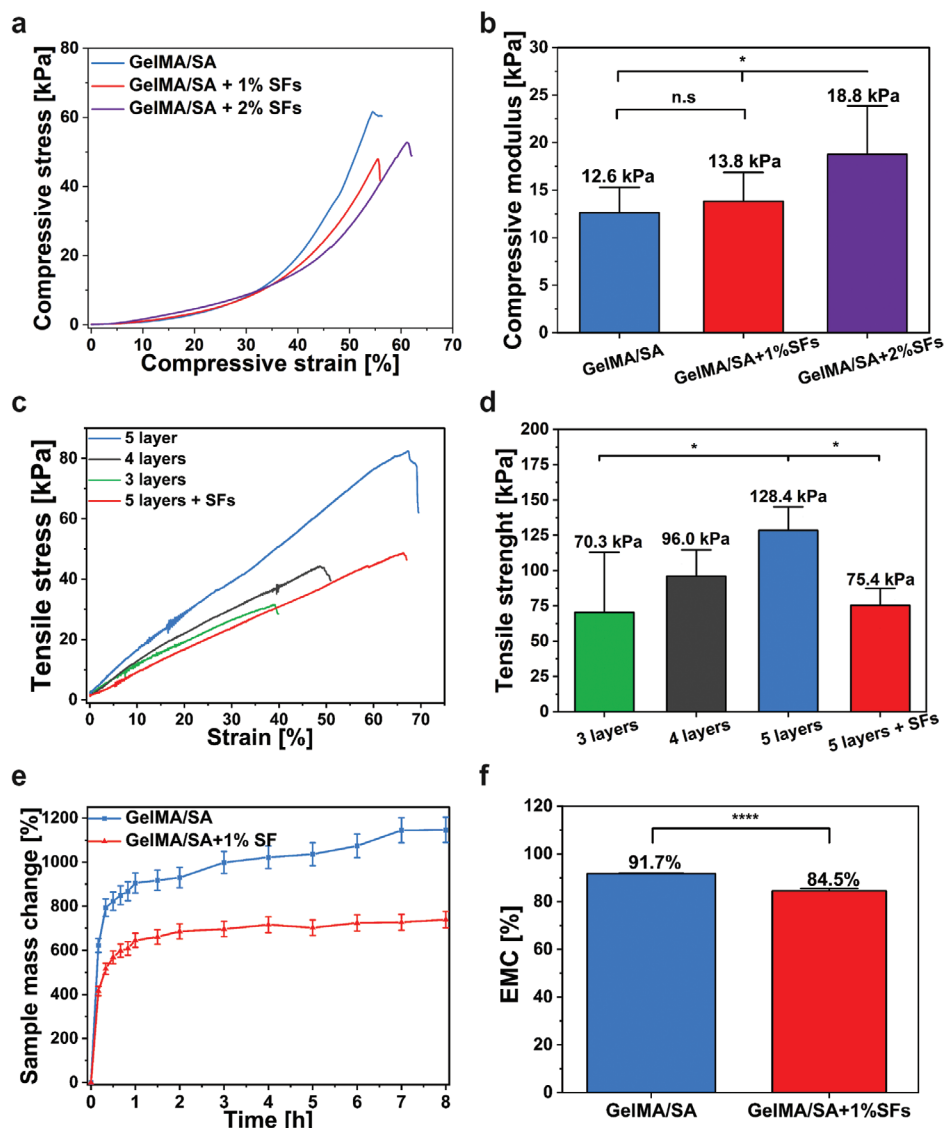 a
Compressive stress [kPa]
80
60
40
20
0
GelMA/SA
GelMA/SA + 1% SFs
GelMA/SA + 2% SFs
0 10 20 30 40 50 60 70
Compressive strain [%]
b
Compressive modulus [kPa]
30
25
20
15
10
5
0
*
n.s
12.6 kPa
13.8 kPa
18.8 kPa
GelMA/SA
GelMA/SA+1%SFs
GelMA/SA+2%SFs
c
Tensile stress [kPa]
80
60
40
20
0
5 layer
4 layers
3 layers
5 layers + SFs
0 10 20 30 40 50 60 70
Strain [%]
d
Tensile strenght [kPa]
200
175
150
125
100
75
50
25
0
*
*
70.3 kPa
96.0 kPa
128.4 kPa
75.4 kPa
3 layers
4 layers
5 layers
5 layers + SFs
e
Sample mass change [%]
1200
1000
800
600
400
200
0
GelMA/SA
GelMA/SA+1% SF
0 1 2 3 4 5 6 7 8
Time [h]
f
EMC [%]
120
100
80
60
40
20
0
****
91.7%
84.5%
GelMA/SA
GelMA/SA+1%SFs